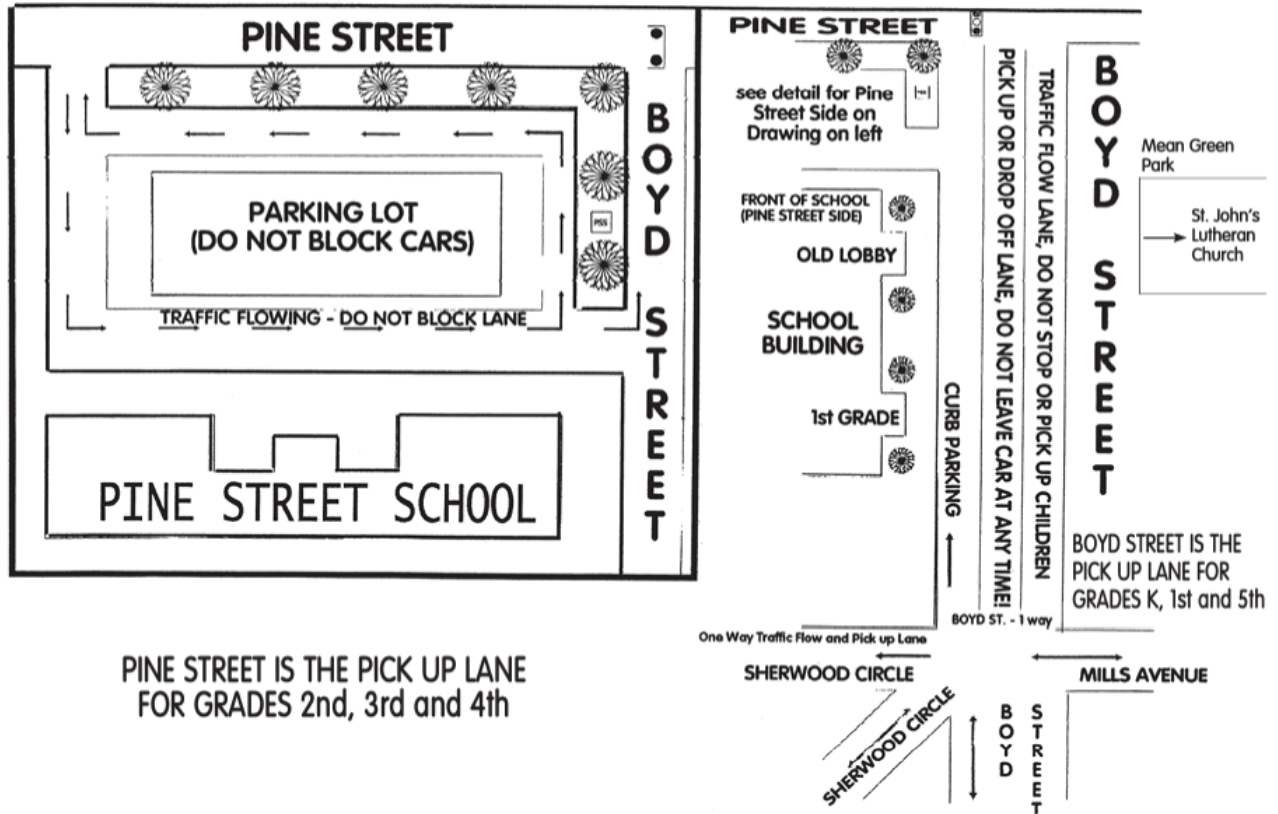 PINE STREET
BOYD STREET
PARKING LOT
(DO NOT BLOCK CARS)
PSS
TRAFFIC FLOWING - DO NOT BLOCK LANE
PINE STREET SCHOOL
PINE STREET IS THE PICK UP LANE
FOR GRADES 2nd, 3rd and 4th
PINE STREET
see detail for Pine
Street Side on
Drawing on left
FRONT OF SCHOOL
(PINE STREET SIDE)
OLD LOBBY
SCHOOL
BUILDING
1st GRADE
CURB PARKING
PICK UP OR DROP OFF LANE, DO NOT LEAVE CAR AT ANY TIME!
TRAFFIC FLOW LANE, DO NOT STOP OR PICK UP CHILDREN
BOYD STREET
Mean Green
Park
St. John's
Lutheran
Church
BOYD STREET IS THE
PICK UP LANE FOR
GRADES K, 1st and 5th
BOYD ST. - 1 way
One Way Traffic Flow and Pick up Lane
SHERWOOD CIRCLE
MILLS AVENUE
SHERWOOD CIRCLE
BOYD
STREET